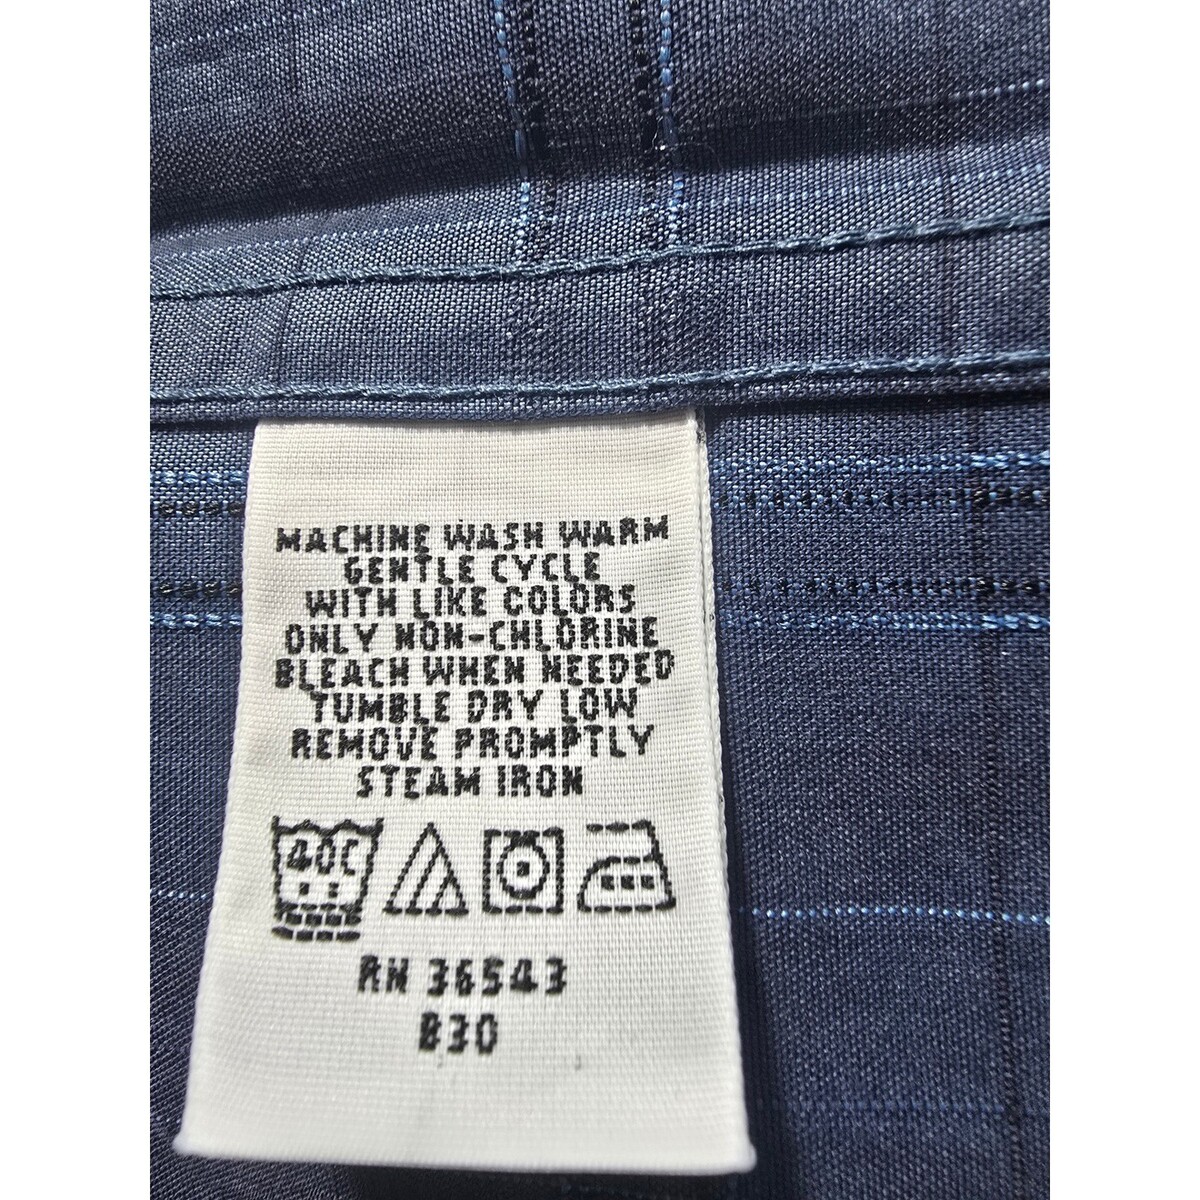 MACHINE WASH WARM
GENTLE CYCLE
WITH LIKE COLORS
ONLY NON-CHLORINE
BLEACH WHEN NEEDED
TUMBLE DRY LOW
REMOVE PROMPTLY
STEAM IRON
40C
RN 36543
B30